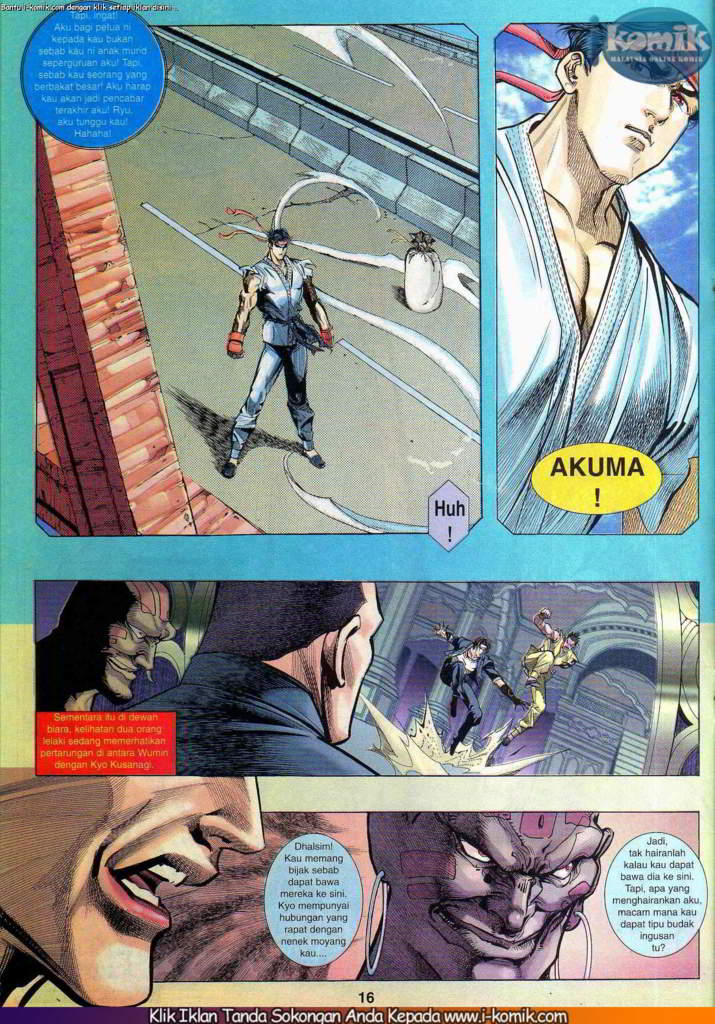 Bantu i-komik.com dengan klik setiap iklan disini...
i komik
MALAYSIA ONLINE KOMIK
Tapi, ingat!
Aku bagi petua ni
kepada kau bukan
sebab kau ni anak murid
seperguruan aku! Tapi,
sebab kau seorang yang
berbakat besar! Aku harap
kau akan jadi pencabar
terakhir aku! Ryu,
aku tunggu kau!
Hahaha!
Huh
!
AKUMA
!
Sementara itu di dewan
biara, kelihatan dua orang
lelaki sedang memerhatikan
pertarungan di antara Wumin
dengan Kyo Kusanagi.
Dhalsim!
Kau memang
bijak sebab
dapat bawa
mereka ke sini.
Kyo mempunyai
hubungan yang
rapat dengan
nenek moyang
kau....
Jadi,
tak hairanlah
kalau kau dapat
bawa dia ke sini.
Tapi, apa yang
menghairankan aku,
macam mana kau
dapat tipu budak
ingusan
tu?
16
Klik Iklan Tanda Sokongan Anda Kepada www.i-komik.com